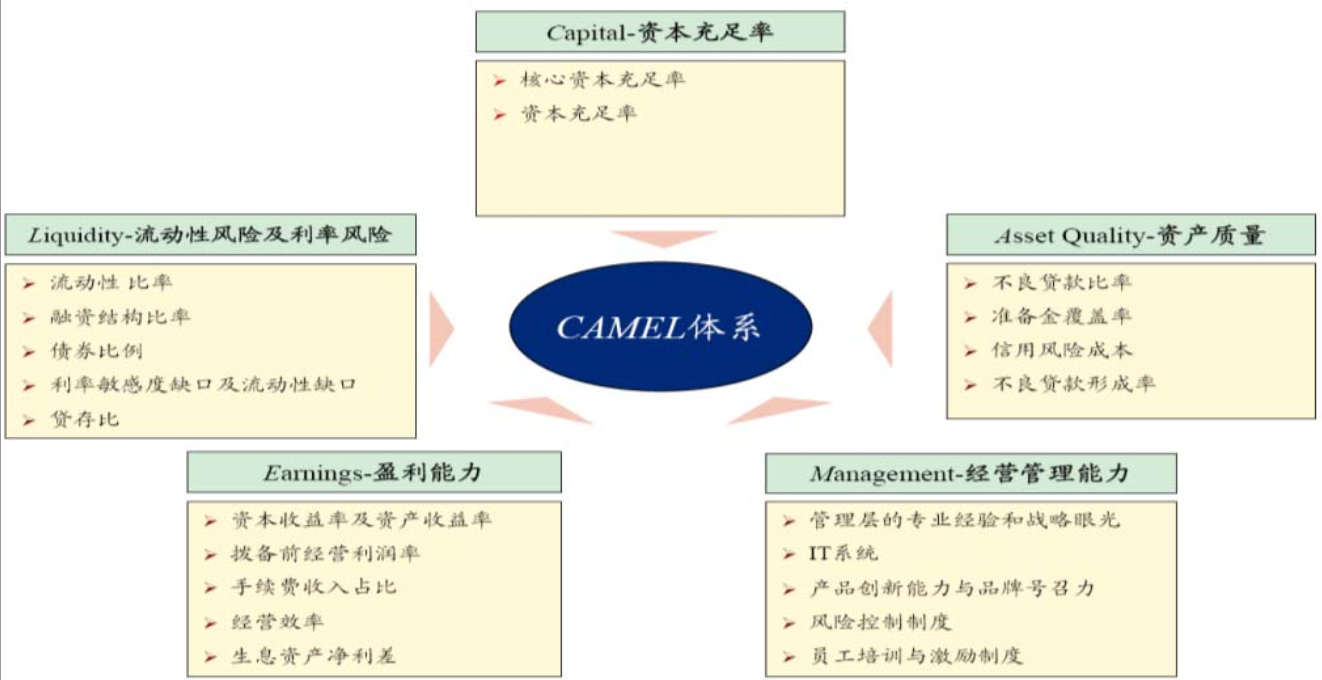 Capital-资本充足率
核心资本充足率
资本充足率
Liquidity-流动性风险及利率风险
流动性 比率
融资结构比率
债券比例
利率敏感度缺口及流动性缺口
贷存比
CAMEL体系
Asset Quality-资产质量
不良贷款比率
准备金覆盖率
信用风险成本
不良贷款形成率
Earnings-盈利能力
资本收益率及资产收益率
拨备前经营利润率
手续费收入占比
经营效率
生息资产净利差
Management-经营管理能力
管理层的专业经验和战略眼光
IT系统
产品创新能力与品牌号召力
风险控制制度
员工培训与激励制度